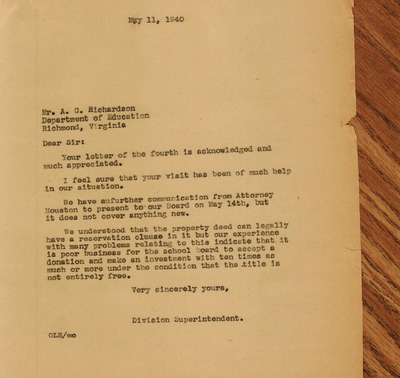 May 11, 1940
Mr. A. G. Richardson
Department of Education
Richmond, Virginia
Dear Sir:
Your letter of the fourth is acknowledged and
much appreciated.
I feel sure that your visit has been of much help
in our situation.
We have aufurther communication from Attorney
Houston to present to our Board on May 14th, but
it does not cover anything new.
We understood that the property deed can legally
have a reservation clause in it but our experience
with many problems relating to this indicate that it
is poor business for the school board to accept a
donation and make an investment with ten times as
much or more under the condition that the title is
not entirely free.
Very sincerely yours,
Division Superintendent.